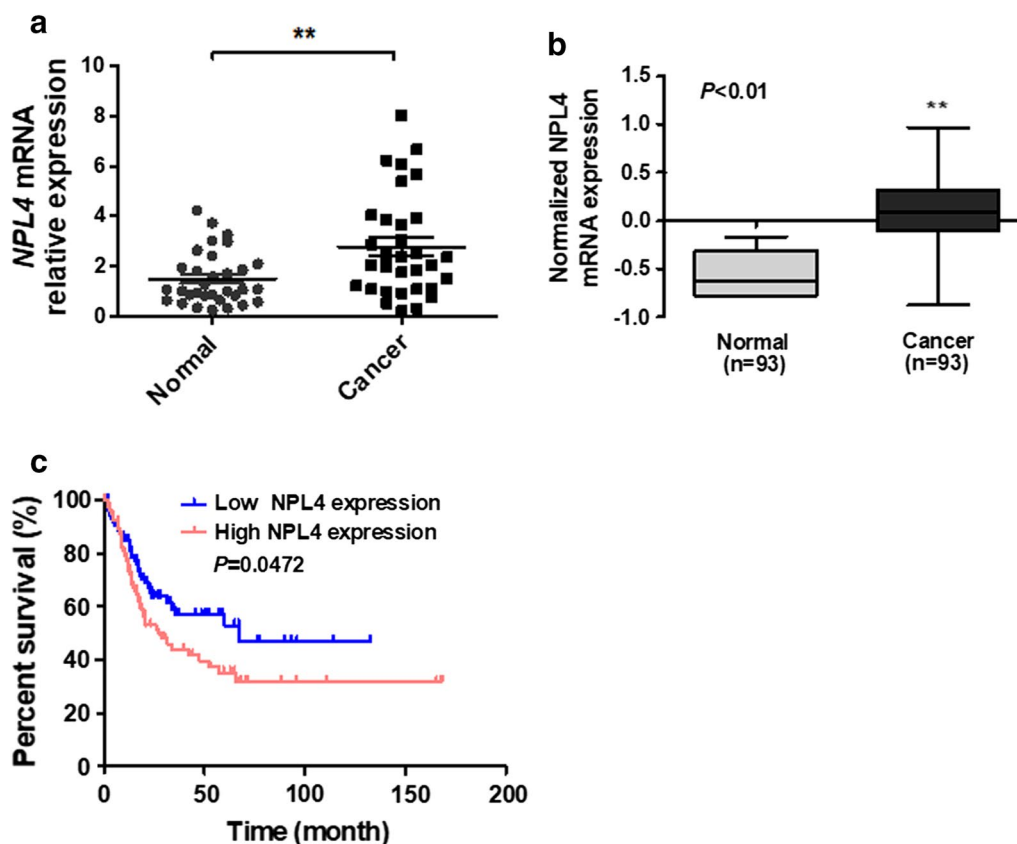 a
**
NPL4 mRNA
relative expression
10
8
6
4
2
0
Normal
Cancer
b
Normalized NPL4
mRNA expression
1.5
1.0
0.5
0.0
-0.5
-1.0
P<0.01
**
Normal
(n=93)
Cancer
(n=93)
c
Percent survival (%)
100
80
60
40
20
0
Low NPL4 expression
High NPL4 expression
P=0.0472
0 50 100 150 200
Time (month)